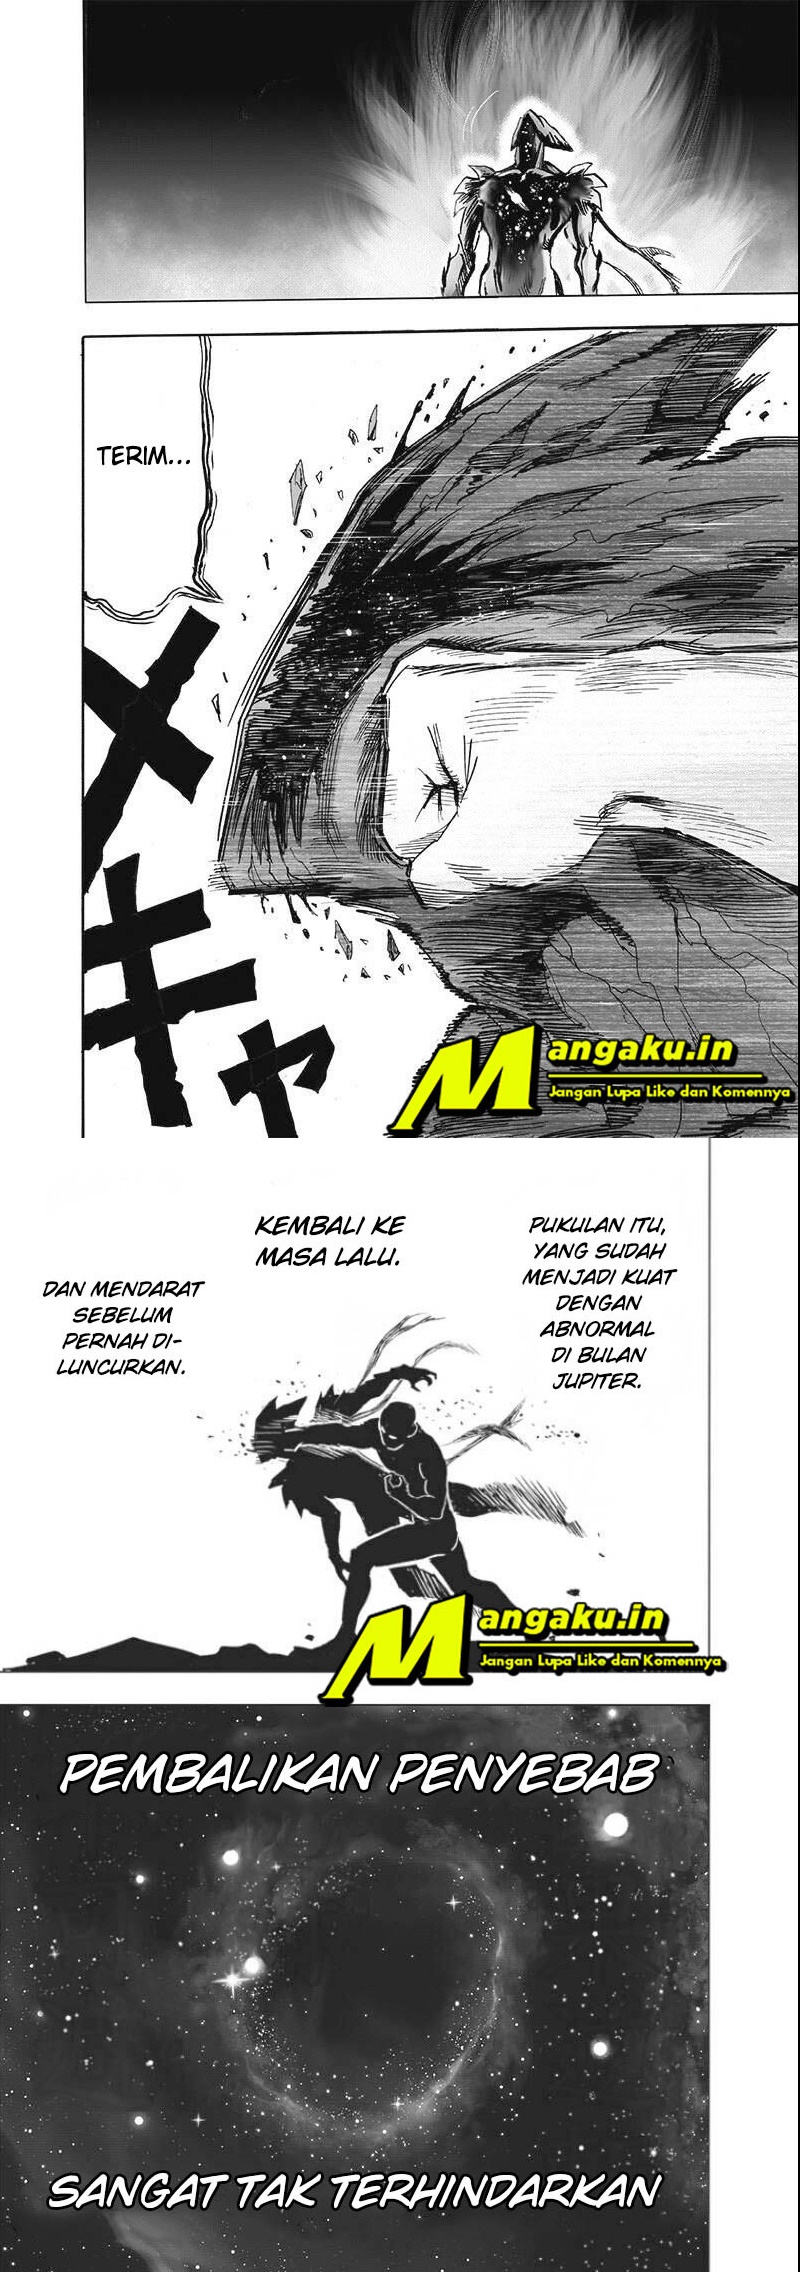 TERIM...
メキャ
Mangaku.in
Jangan Lupa Like dan Komennya
PUKULAN ITU,
YANG SUDAH
MENJADI KUAT
DENGAN
ABNORMAL
DI BULAN
JUPITER.
KEMBALI KE
MASA LALU.
DAN MENDARAT
SEBELUM
PERNAH DI-
LUNCURKAN.
Mangaku.in
Jangan Lupa Like dan Komennya
PEMBALIKAN PENYEBAB
SANGAT TAK TERHINDARKAN